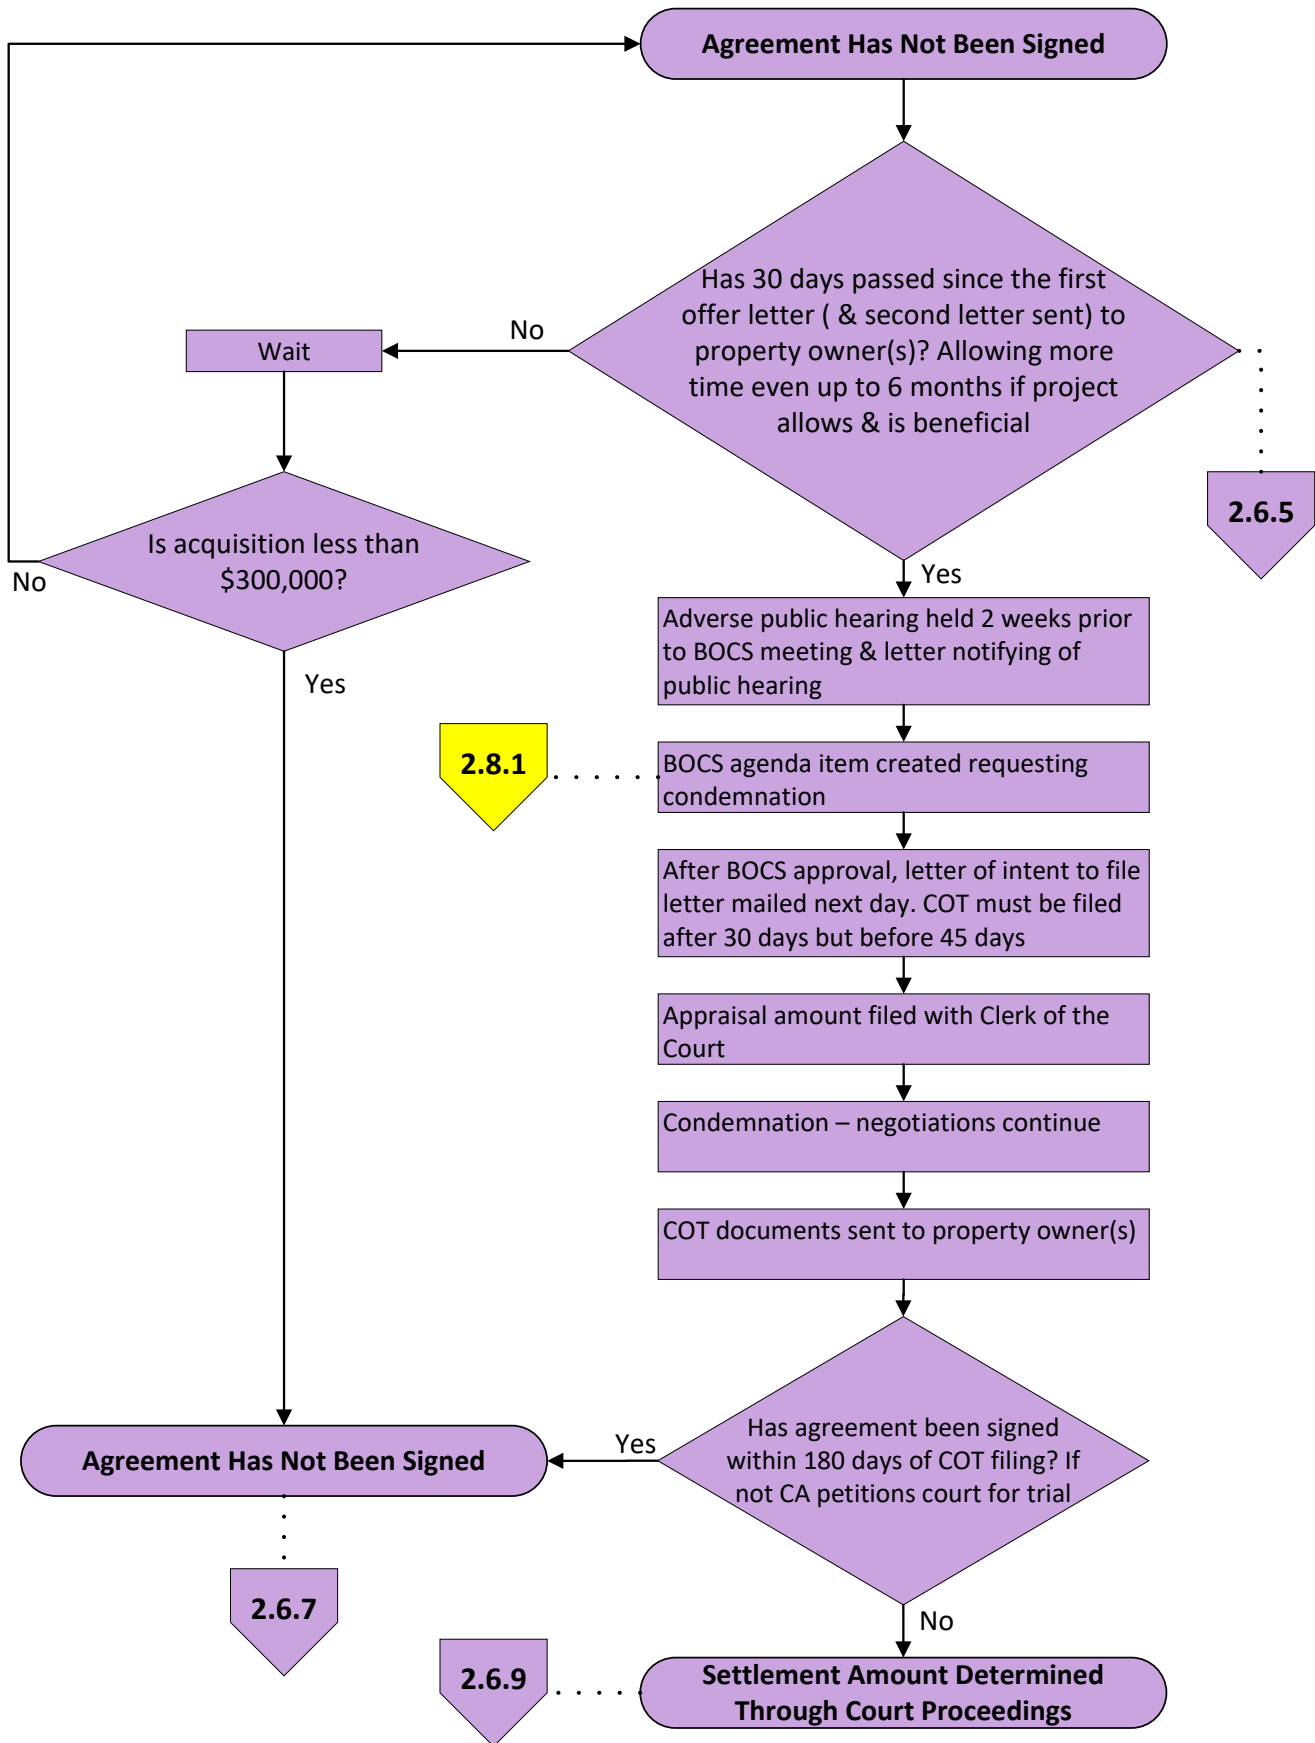 Agreement Has Not Been Signed
Has 30 days passed since the first
offer letter ( & second letter sent) to
property owner(s)? Allowing more
time even up to 6 months if project
allows & is beneficial
No
Wait
2.6.5
Is acquisition less than
$300,000?
No
Yes
Yes
Adverse public hearing held 2 weeks prior
to BOCS meeting & letter notifying of
public hearing
2.8.1
BOCS agenda item created requesting
condemnation
After BOCS approval, letter of intent to file
letter mailed next day. COT must be filed
after 30 days but before 45 days
Appraisal amount filed with Clerk of the
Court
Condemnation – negotiations continue
COT documents sent to property owner(s)
Has agreement been signed
within 180 days of COT filing? If
not CA petitions court for trial
Yes
Agreement Has Not Been Signed
2.6.7
No
2.6.9
Settlement Amount Determined
Through Court Proceedings